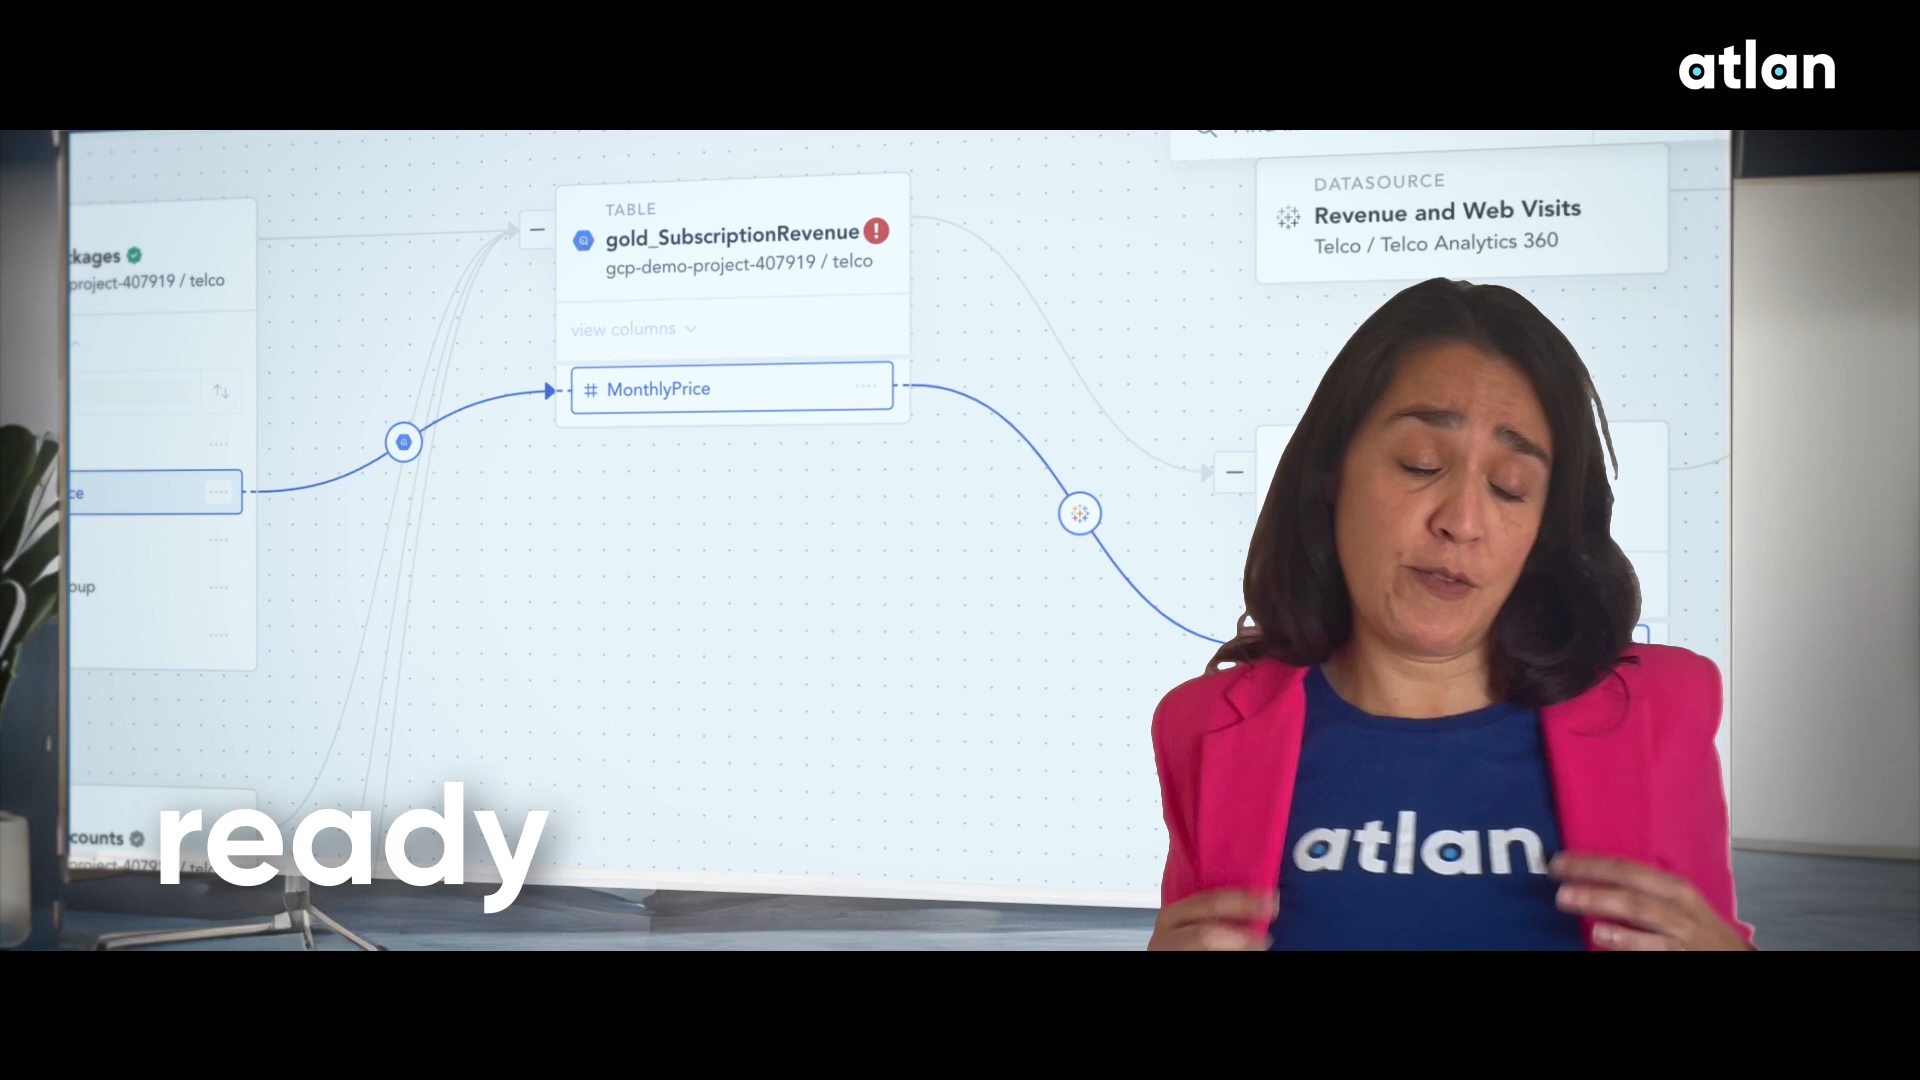 atlan
TABLE
gold_SubscriptionRevenue
gcp-demo-project-407919 / telco
view columns
# MonthlyPrice
DATASOURCE
Revenue and Web Visits
Telco / Telco Analytics 360
kages
project-407919 / telco
ce
oup
counts
ready
atlan